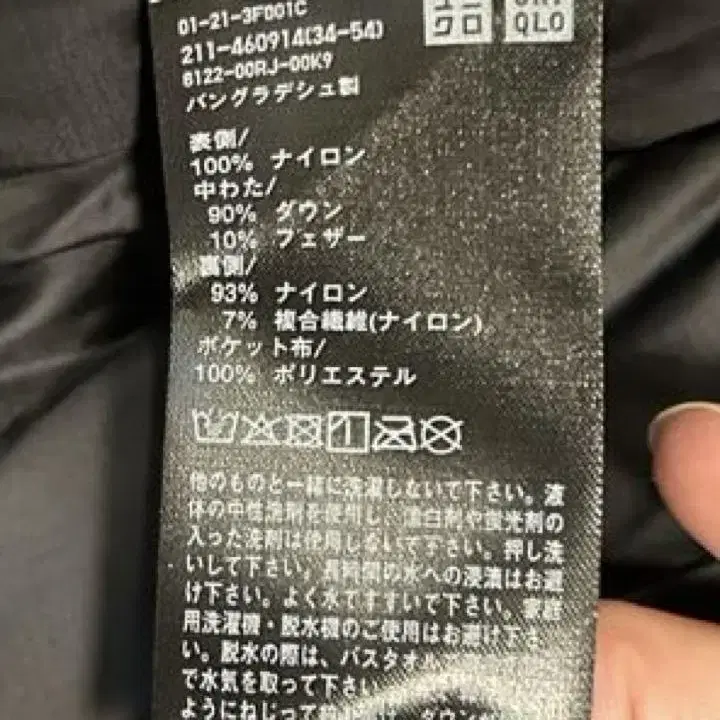 01-21-3F001C
211-460914(34-54)
6122-00RJ-00K9
バングラデシュ製
UNI
QLO
表側/
100% ナイロン
中わた/
90% ダウン
10% フェザー
裏側/
93% ナイロン
7% 複合繊維(ナイロン)
ポケット布/
100% ポリエステル
他のものと一緒に洗濯しないで下さい。液
体の中性洗剤を使用し、漂白剤や蛍光剤の
入った洗剤は使用しないで下さい。押し洗
いして下さい。長時間の水への浸漬はお避
け下さい。よく水ですすいで下さい。家庭
用洗濯機・脱水機のご使用はお避け下さ
い。脱水の際は、バスタオル
で水気を取って下さい
ようにねじって